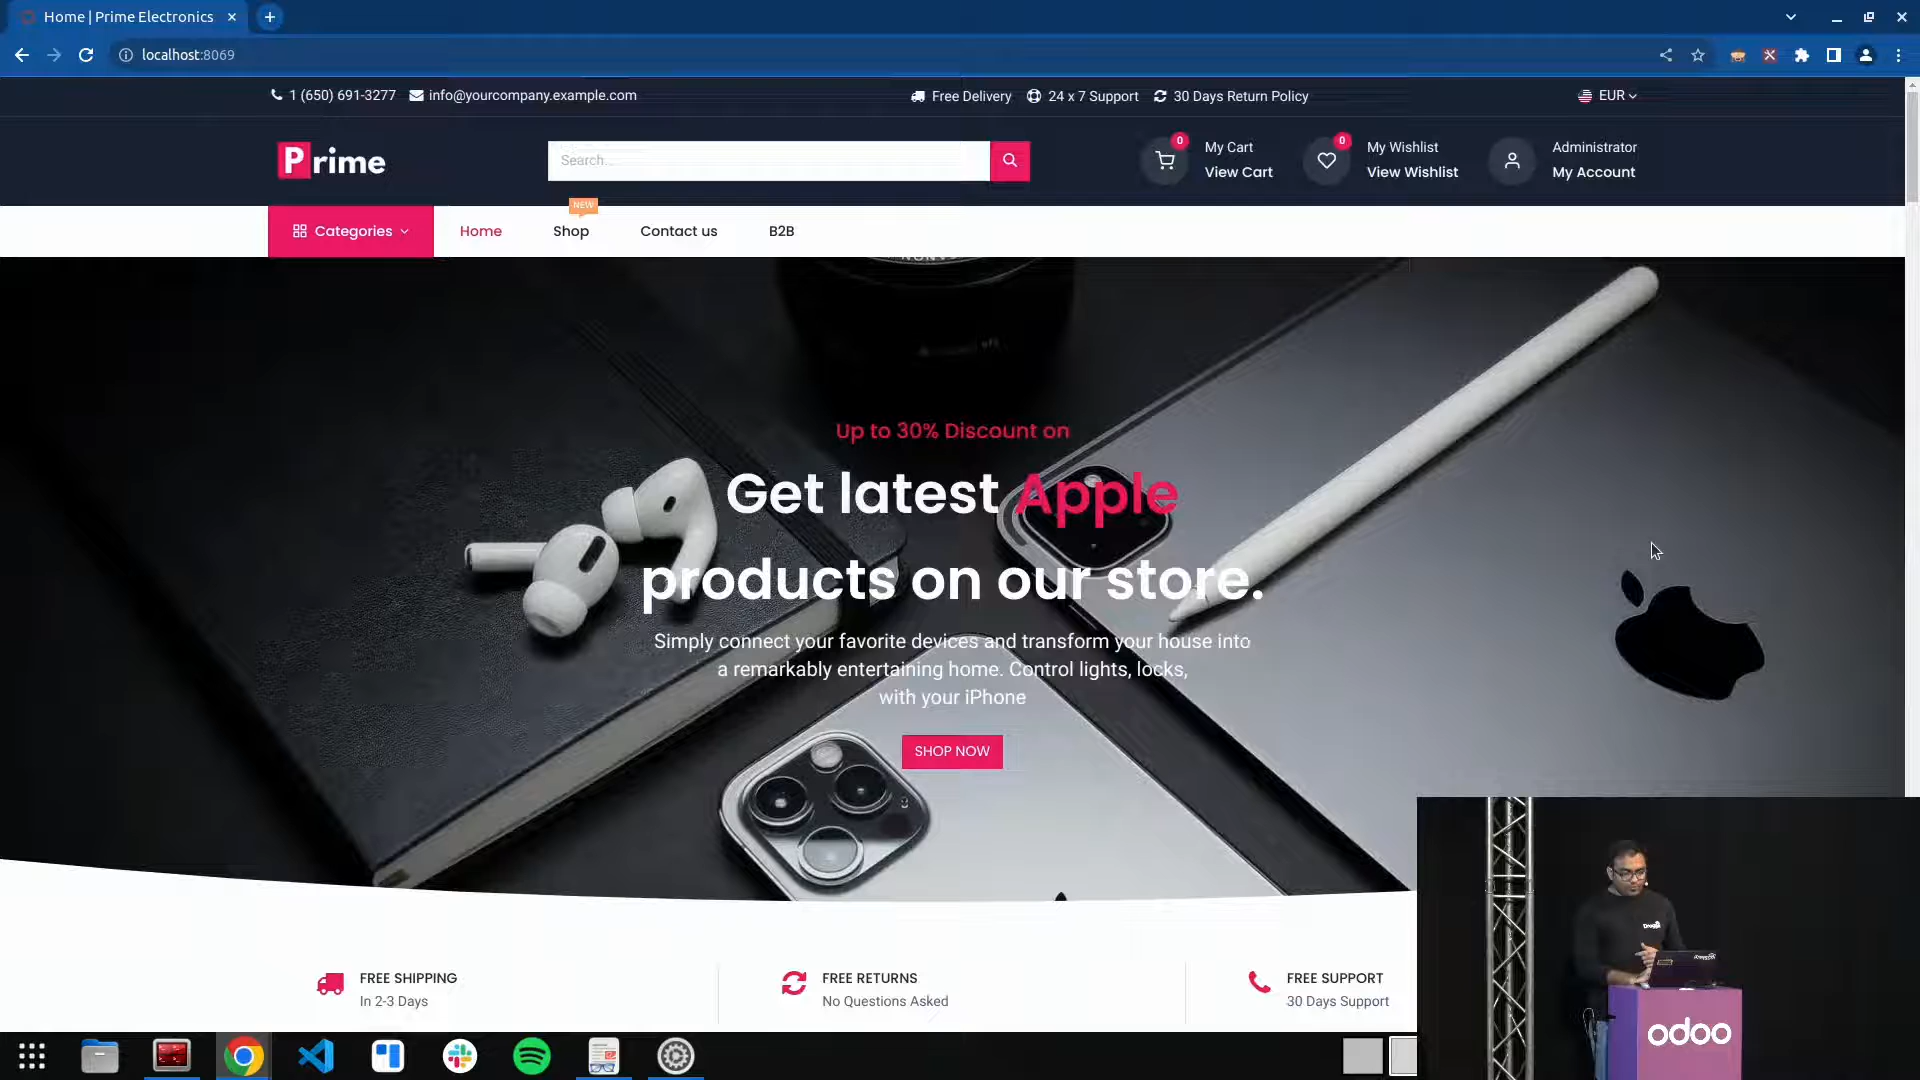 Home | Prime Electronics
localhost:8069
1 (650) 691-3277
info@yourcompany.example.com
Free Delivery
24 x 7 Support
30 Days Return Policy
EUR
Prime
Search...
0
My Cart
View Cart
0
My Wishlist
View Wishlist
Administrator
My Account
NEW
Categories
Home
Shop
Contact us
B2B
Up to 30% Discount on
Get latest Apple
products on our store.
Simply connect your favorite devices and transform your house into
a remarkably entertaining home. Control lights, locks,
with your iPhone
SHOP NOW
FREE SHIPPING
In 2-3 Days
FREE RETURNS
No Questions Asked
FREE SUPPORT
30 Days Support
odoo